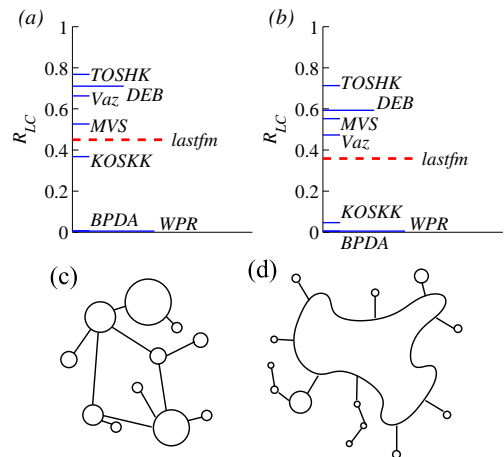 (a)
1
0.8
0.6
0.4
0.2
0
R_LC
TOSHK
DEB
Vaz
MVS
lastfm
KOSKK
BPDA
WPR
(b)
1
0.8
0.6
0.4
0.2
0
R_LC
TOSHK
DEB
MVS
Vaz
lastfm
KOSKK
WPR
BPDA
(c)
(d)